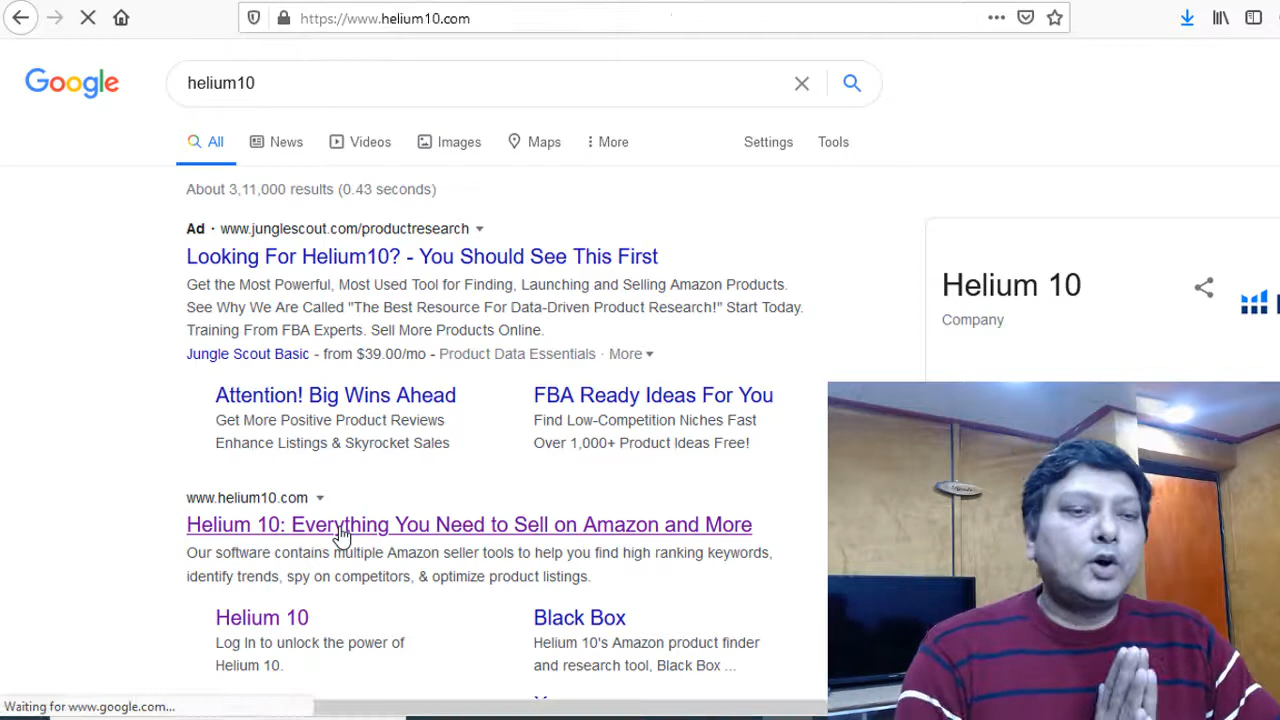 https://www.helium10.com
Google
helium10
All
News
Videos
Images
Maps
More
Settings
Tools
About 3,11,000 results (0.43 seconds)
Ad · www.junglescout.com/productresearch
Looking For Helium10? - You Should See This First
Get the Most Powerful, Most Used Tool for Finding, Launching and Selling Amazon Products.
See Why We Are Called "The Best Resource For Data-Driven Product Research!" Start Today.
Training From FBA Experts. Sell More Products Online.
Jungle Scout Basic - from $39.00/mo - Product Data Essentials · More
Attention! Big Wins Ahead
Get More Positive Product Reviews
Enhance Listings & Skyrocket Sales
FBA Ready Ideas For You
Find Low-Competition Niches Fast
Over 1,000+ Product Ideas Free!
www.helium10.com
Helium 10: Everything You Need to Sell on Amazon and More
Our software contains multiple Amazon seller tools to help you find high ranking keywords,
identify trends, spy on competitors, & optimize product listings.
Helium 10
Log In to unlock the power of
Helium 10.
Black Box
Helium 10's Amazon product finder
and research tool, Black Box ...
Helium 10
Company
Waiting for www.google.com...